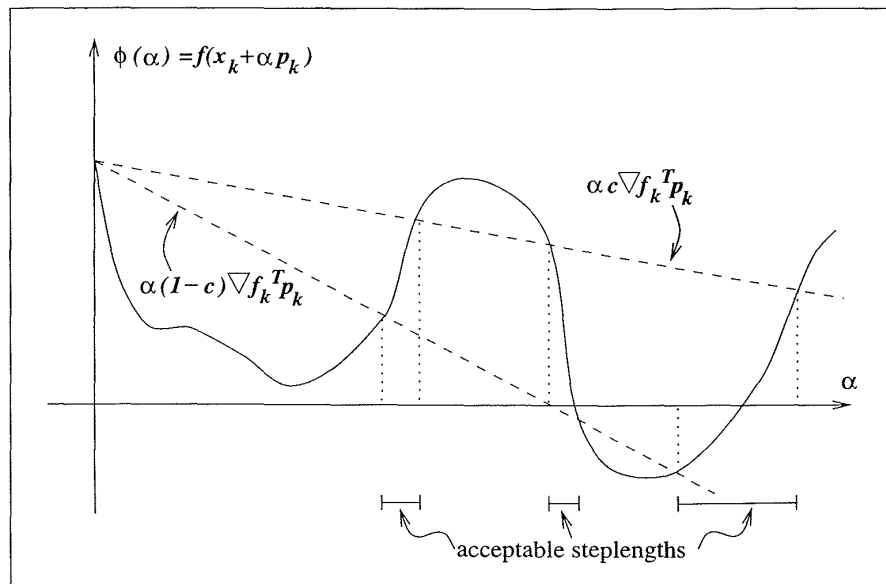 ϕ(α) = f(x_k + αp_k)
αc∇f_k^T p_k
α(1−c)∇f_k^T p_k
α
acceptable steplengths